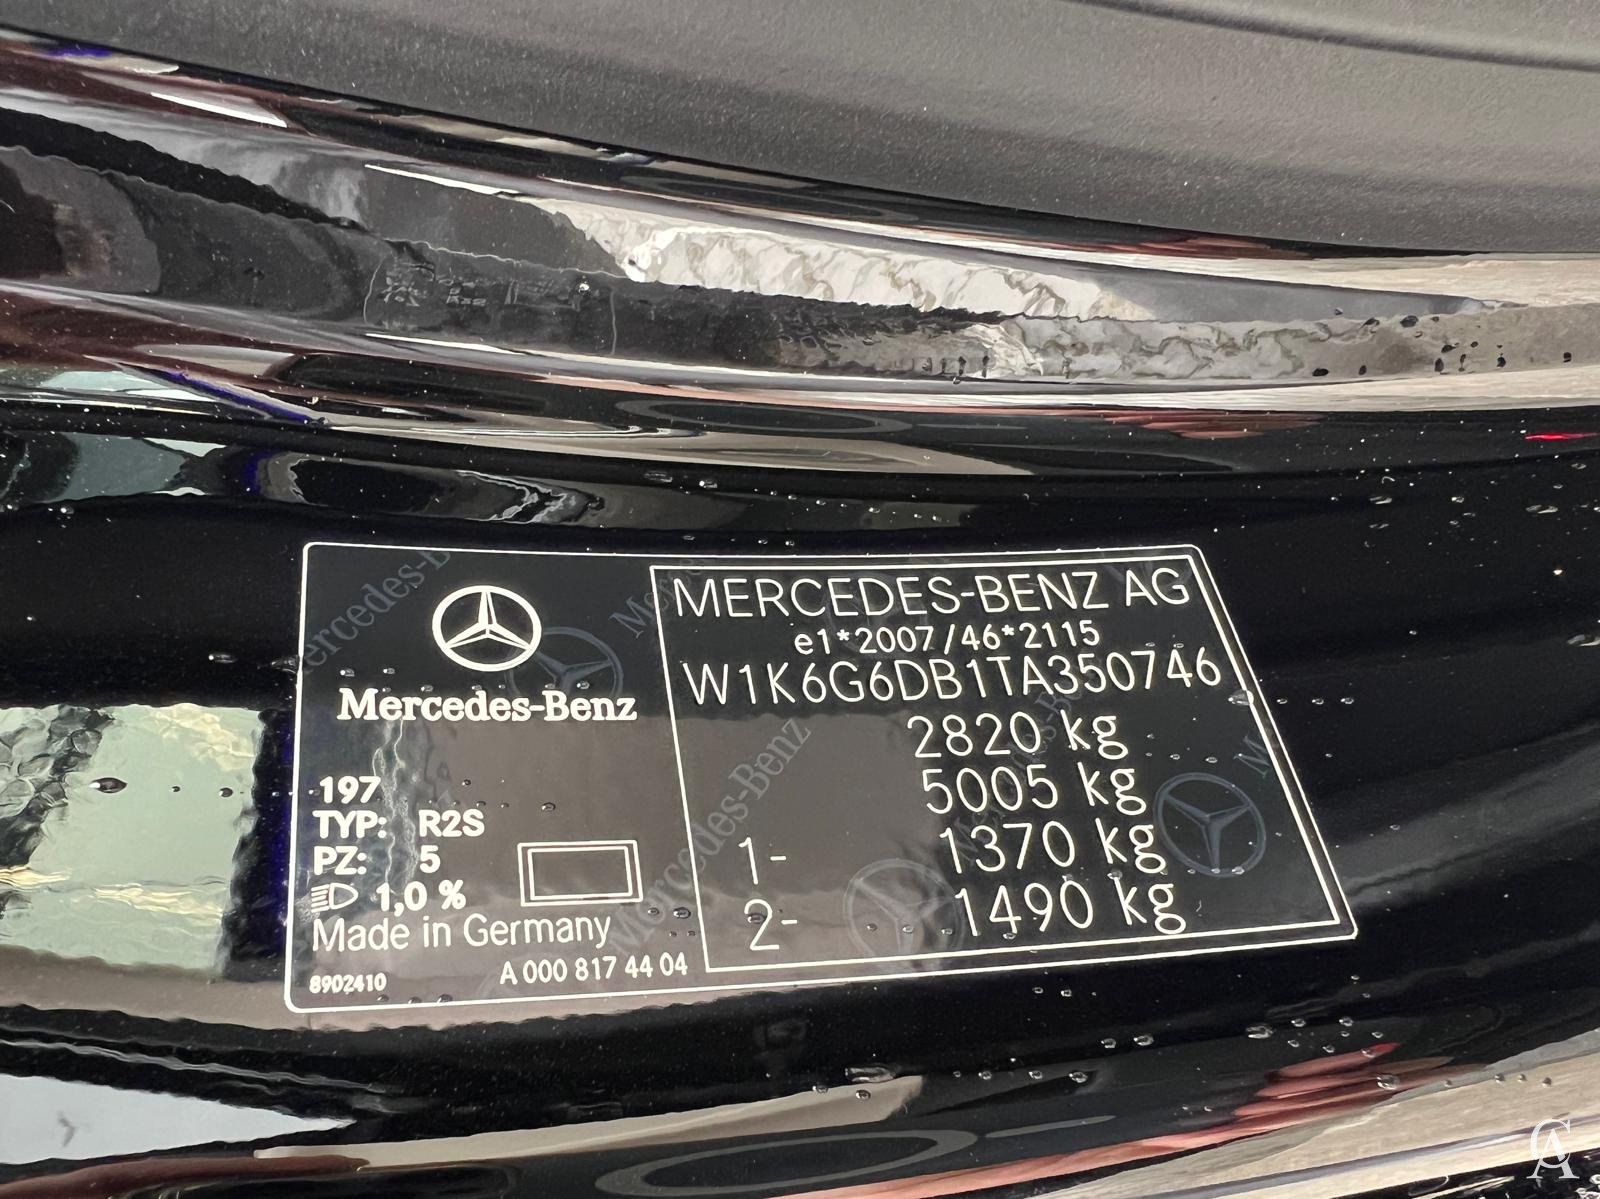 Mercedes-Benz
197
TYP: R2S
PZ: 5
1,0 %
Made in Germany
8902410
A 000 817 44 04
MERCEDES-BENZ AG
e1*2007/46*2115
W1K6G6DB1TA350746
2820 kg
5005 kg
1- 1370 kg
2- 1490 kg